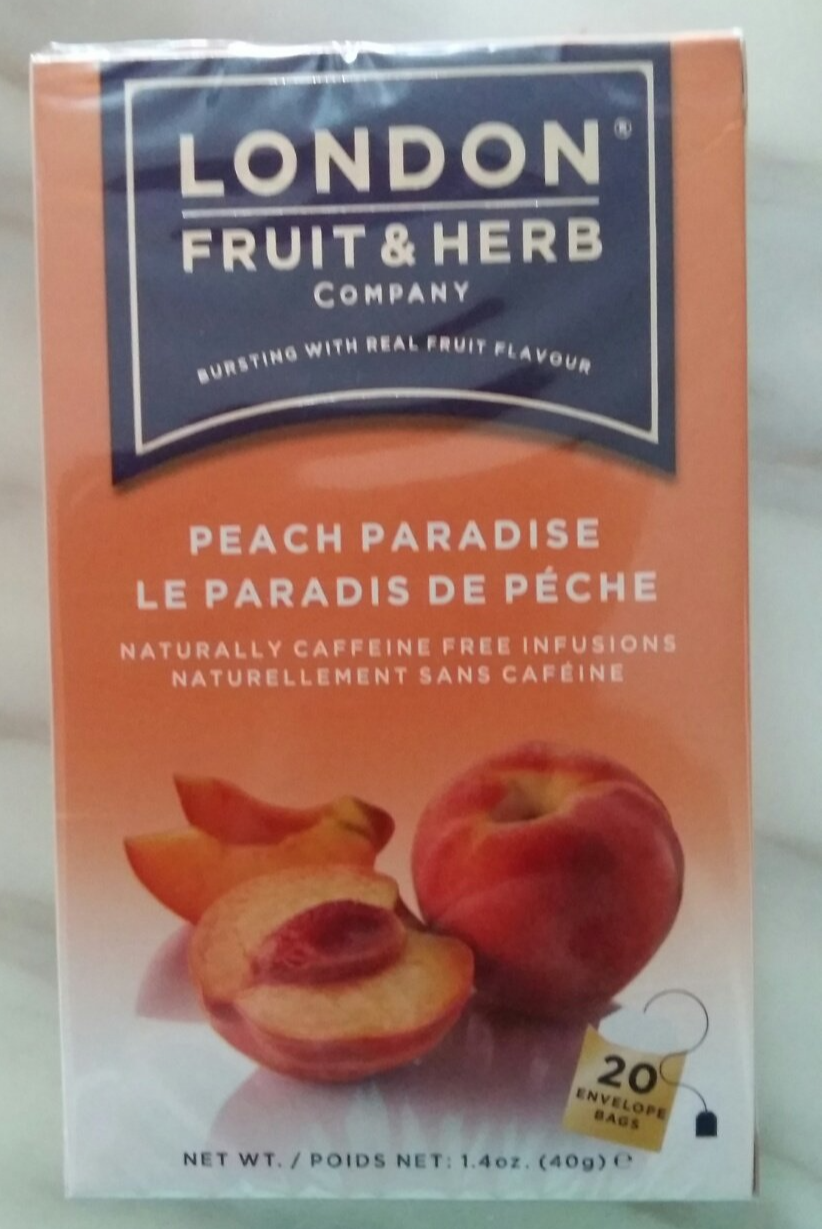 LONDON®
FRUIT & HERB
COMPANY
BURSTING WITH REAL FRUIT FLAVOUR
PEACH PARADISE
LE PARADIS DE PÉCHE
NATURALLY CAFFEINE FREE INFUSIONS
NATURELLEMENT SANS CAFÉINE
20
ENVELOPE
BAGS
NET WT. / POIDS NET: 1.4oz. (40g) ℮